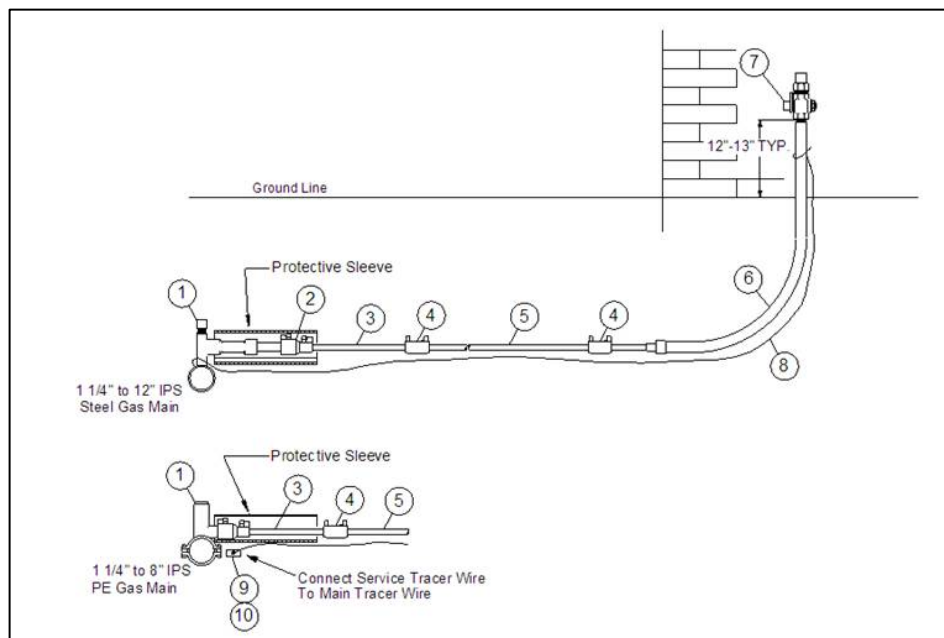 7
12"-13" TYP.
Ground Line
Protective Sleeve
1
2
3
4
5
4
6
8
1 1/4" to 12" IPS
Steel Gas Main
Protective Sleeve
1
3
4
5
1 1/4" to 8" IPS
PE Gas Main
9
10
Connect Service Tracer Wire
To Main Tracer Wire